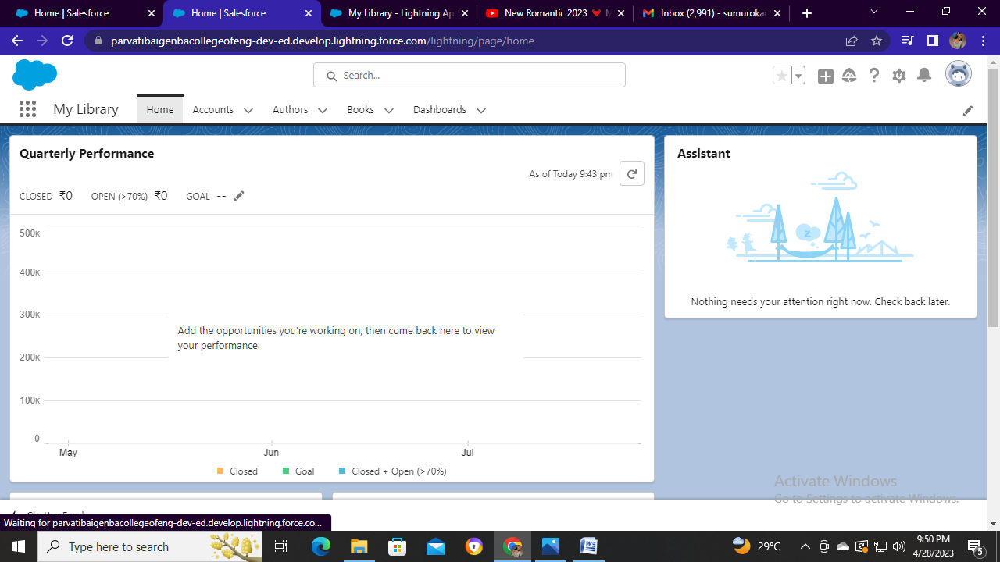 Home | Salesforce
Home | Salesforce
My Library - Lightning Ap
New Romantic 2023
Inbox (2,991) - sumuroka
parvatibaigenbacollegeofeng-dev-ed.develop.lightning.force.com/lightning/page/home
Search...
My Library
Home
Accounts
Authors
Books
Dashboards
Quarterly Performance
As of Today 9:43 pm
CLOSED ₹0 OPEN (>70%) ₹0 GOAL --
500K
400K
300K
Add the opportunities you're working on, then come back here to view
your performance.
200K
100K
0
May Jun Jul
Closed Goal Closed + Open (>70%)
Assistant
z
Nothing needs your attention right now. Check back later.
Activate Windows
Go to Settings to activate Windows.
Waiting for parvatibaigenbacollegeofeng-dev-ed.develop.lightning.force.co...
Type here to search
29°C
9:50 PM
4/28/2023
5